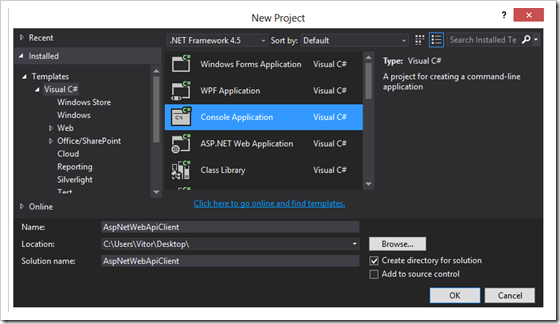 New Project
? ×
Recent
.NET Framework 4.5 Sort by: Default Search Installed Te
Installed
Templates
Visual C#
Windows Store
Windows
Web
Office/SharePoint
Cloud
Reporting
Silverlight
Test
Online
Windows Forms Application Visual C#
WPF Application Visual C#
Console Application Visual C#
ASP.NET Web Application Visual C#
Class Library Visual C#
Click here to go online and find templates.
Type: Visual C#
A project for creating a command-line
application
Name: AspNetWebApiClient
Location: C:\Users\Vitor\Desktop\ Browse...
Solution name: AspNetWebApiClient
Create directory for solution
Add to source control
OK Cancel